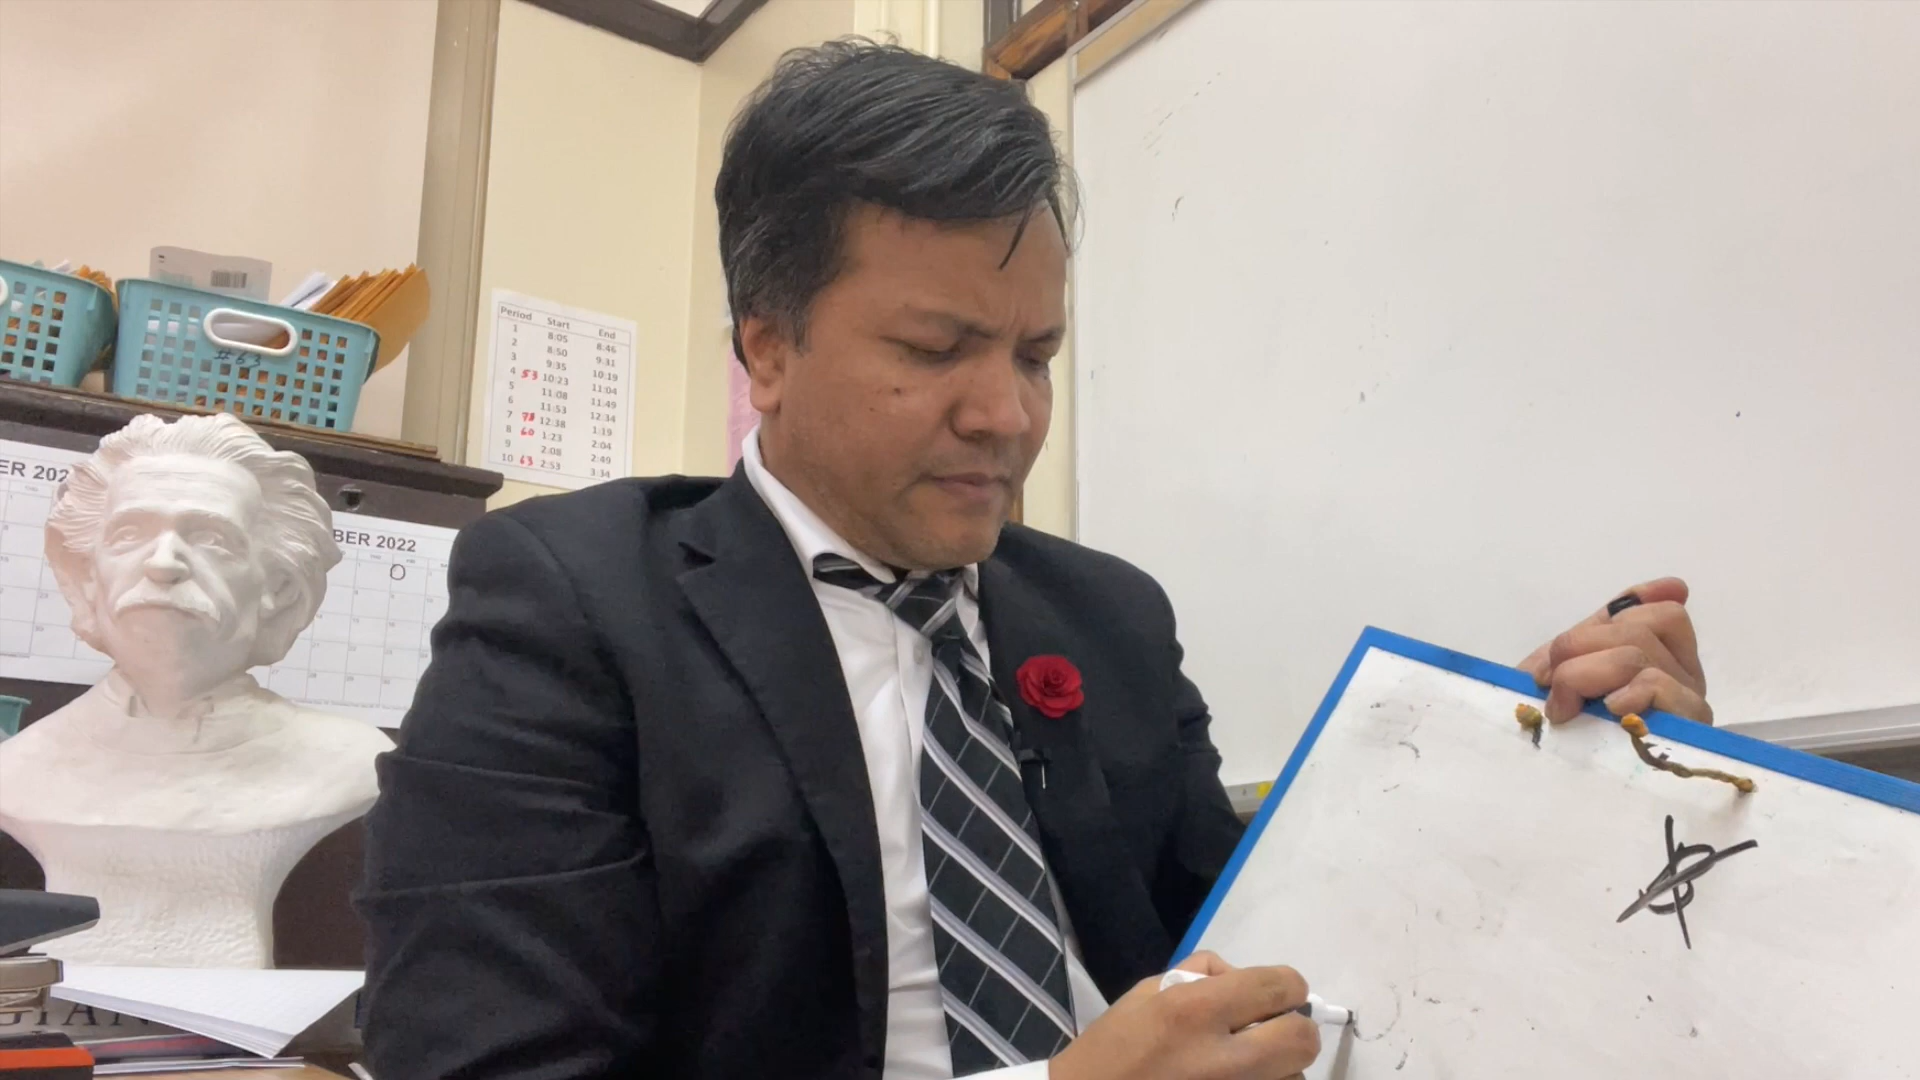 #63
Period Start End
1 8:05 8:46
2 8:50 9:31
3 9:35 10:19
4 53 10:23 11:04
5 11:08 11:49
6 11:53 12:34
7 78 12:38 1:19
8 60 1:23 2:04
9 2:08 2:49
10 63 2:53 3:34
ER 202
BER 2022
GIAN